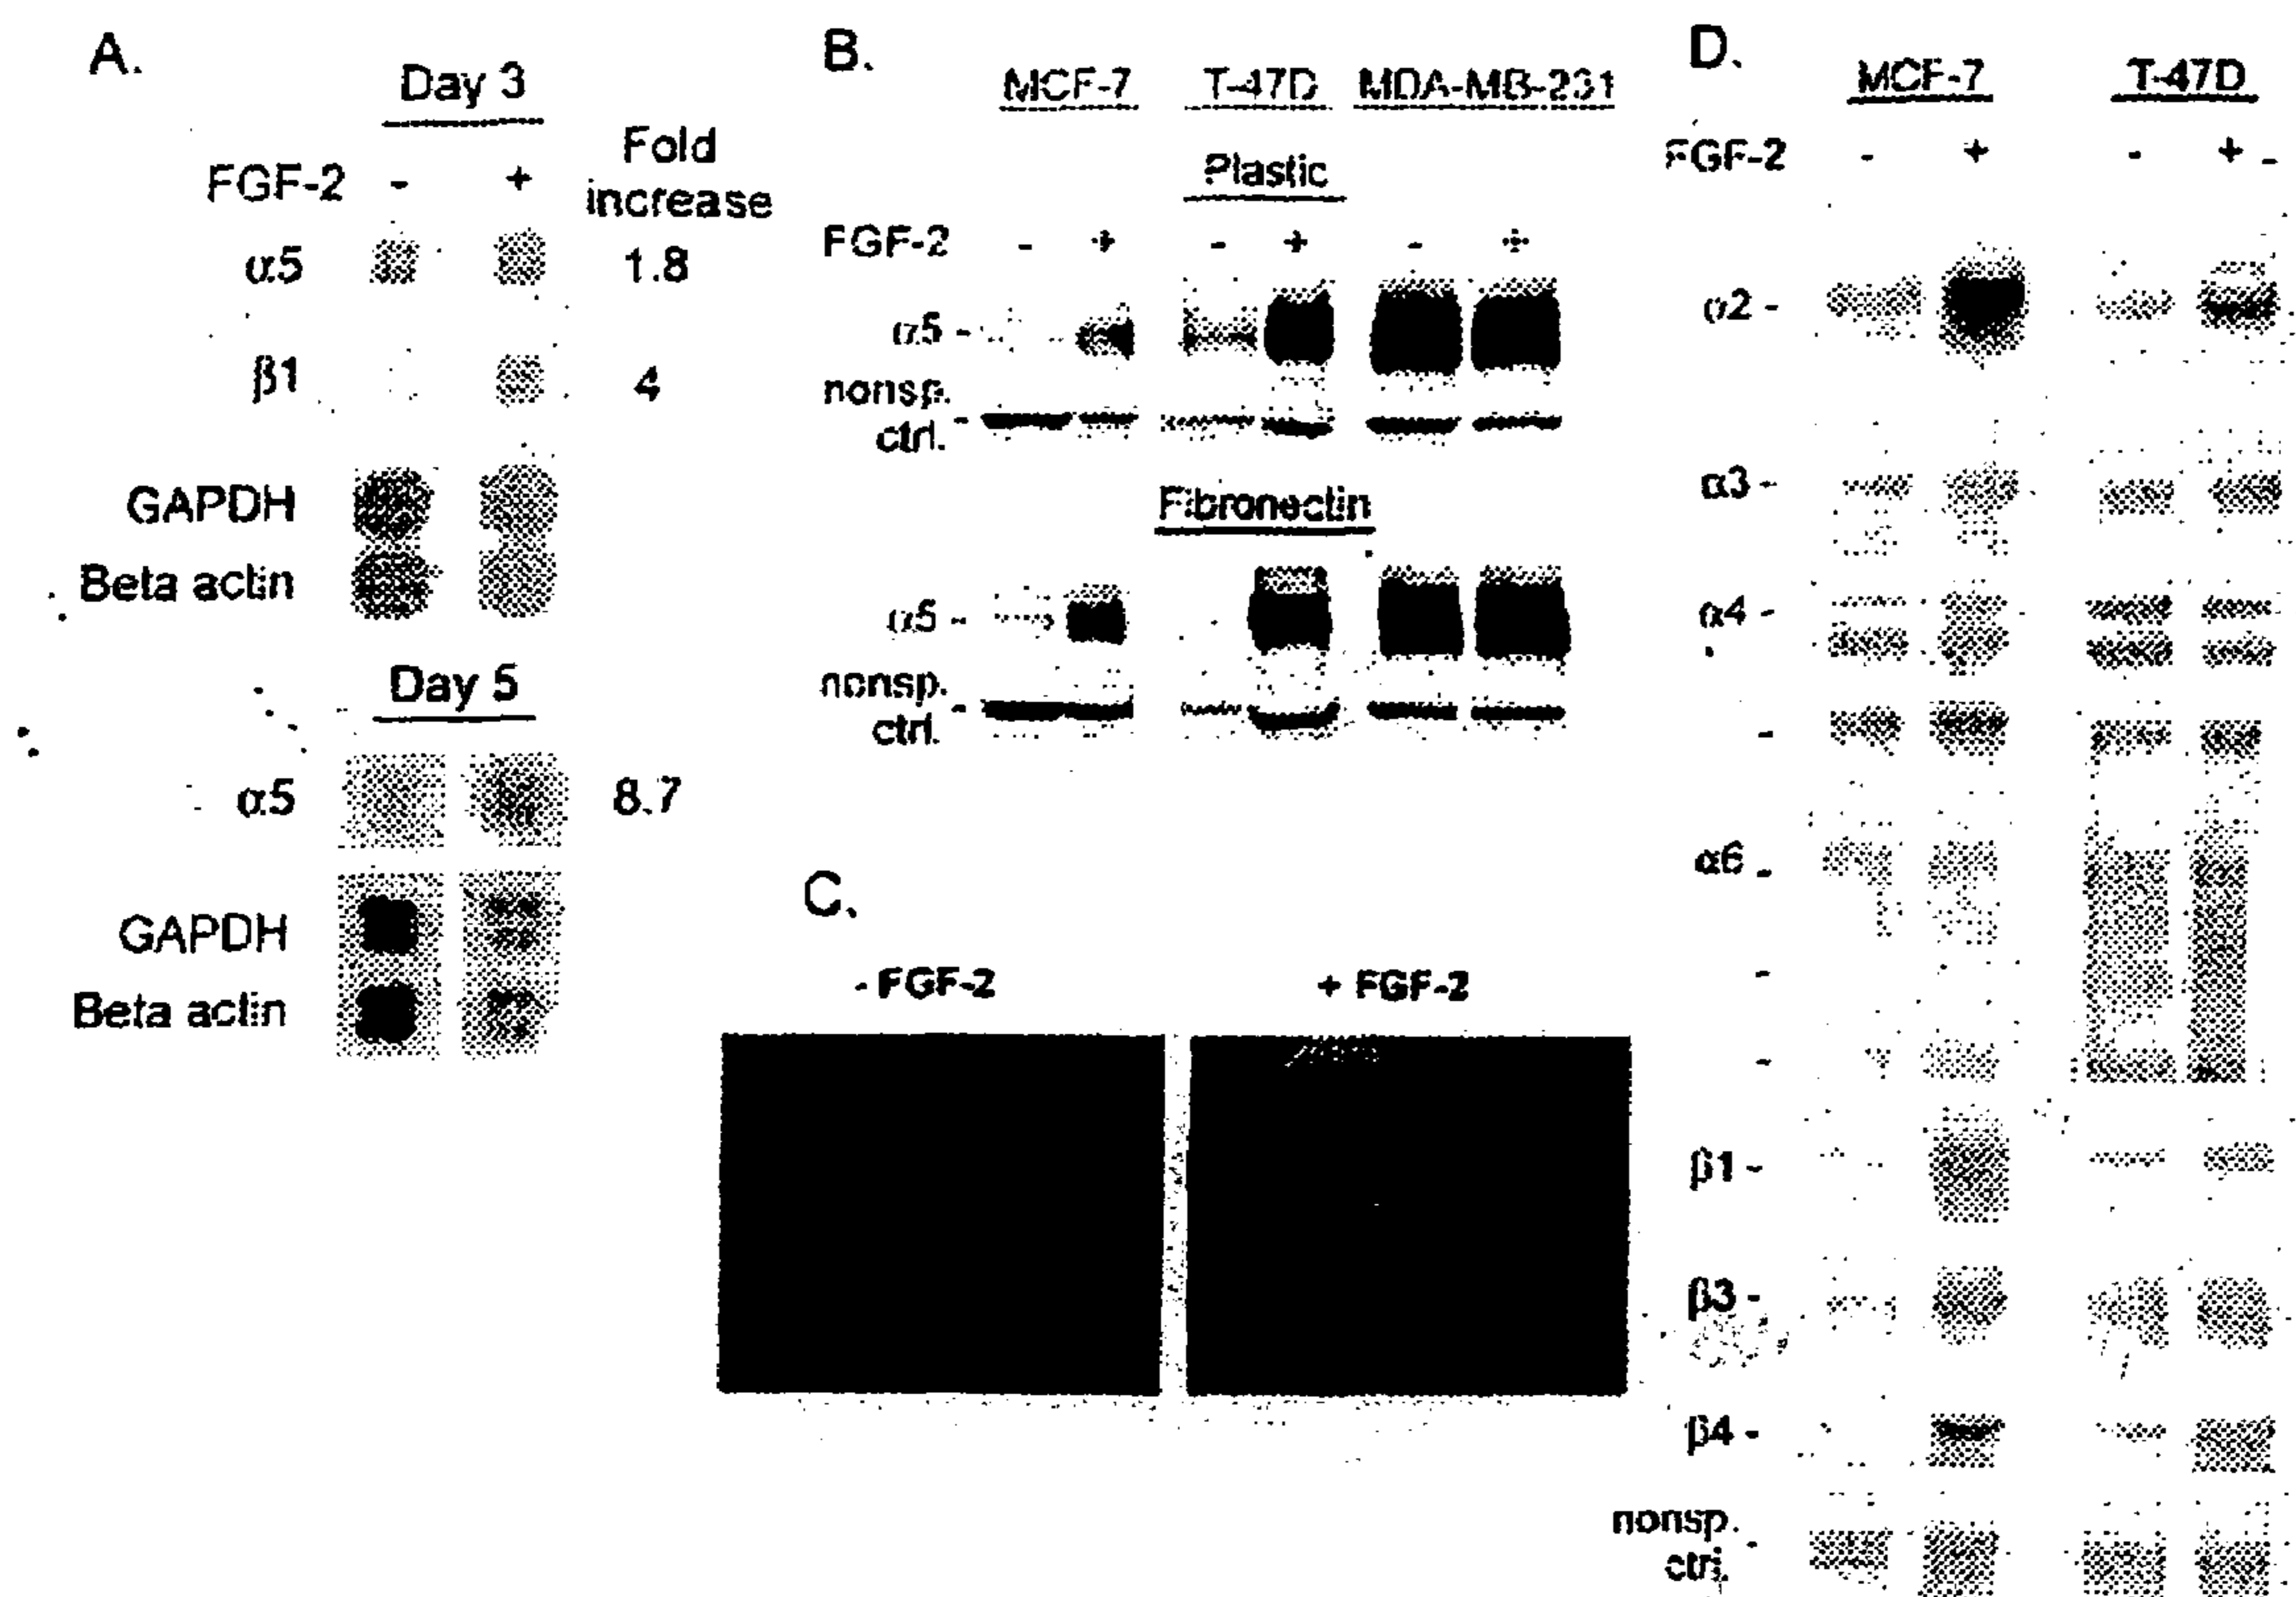 A.
Day 3
FGF-2 - +
Fold
increase
α5 1.8
β1 4
GAPDH
Beta actin
Day 5
α5 8.7
GAPDH
Beta actin
B.
MCF-7 T-47D MDA-MB-231
Plastic
FGF-2 - + - + - +
α5 -
nonsp. -
ctrl.
Fibronectin
α5 -
nonsp. -
ctrl.
C.
- FGF-2 + FGF-2
D.
MCF-7 T-47D
FGF-2 - + - +
α2 -
α3 -
α4 -
-
α6 -
-
-
β1 -
β3 -
β4 -
nonsp. -
ctrl.